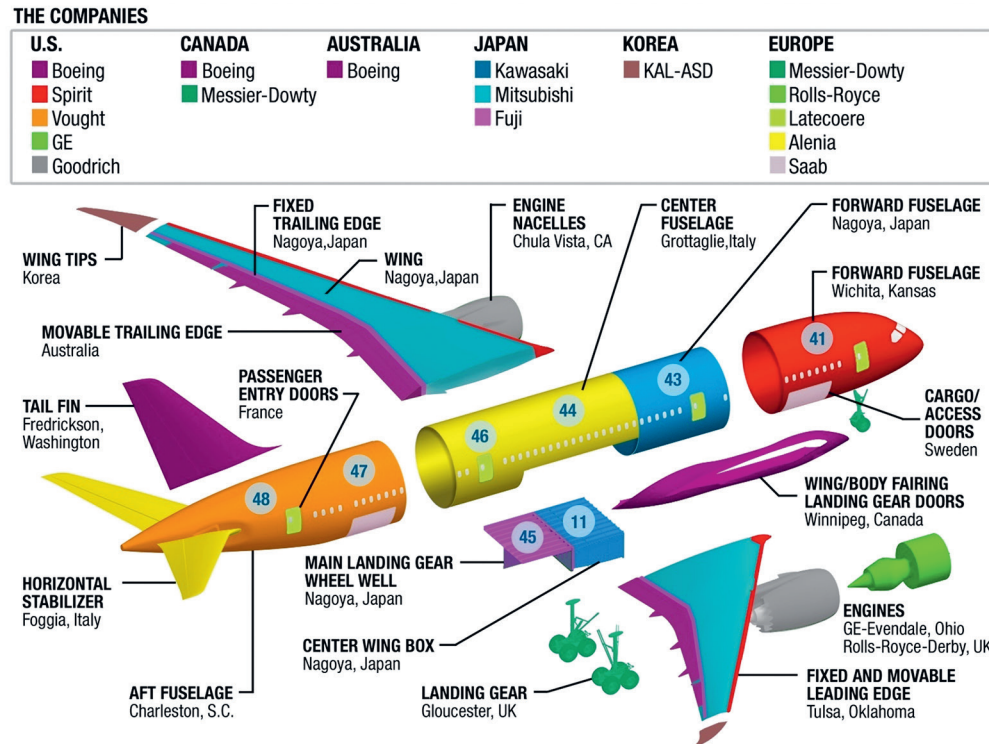 THE COMPANIES
U.S.
Boeing
Spirit
Vought
GE
Goodrich
CANADA
Boeing
Messier-Dowty
AUSTRALIA
Boeing
JAPAN
Kawasaki
Mitsubishi
Fuji
KOREA
KAL-ASD
EUROPE
Messier-Dowty
Rolls-Royce
Latecoere
Alenia
Saab
WING TIPS
Korea
FIXED
TRAILING EDGE
Nagoya,Japan
WING
Nagoya,Japan
ENGINE
NACELLES
Chula Vista, CA
CENTER
FUSELAGE
Grottaglie,Italy
FORWARD FUSELAGE
Nagoya, Japan
FORWARD FUSELAGE
Wichita, Kansas
MOVABLE TRAILING EDGE
Australia
41
43
44
46
PASSENGER
ENTRY DOORS
France
TAIL FIN
Fredrickson,
Washington
CARGO/
ACCESS
DOORS
Sweden
47
48
WING/BODY FAIRING
LANDING GEAR DOORS
Winnipeg, Canada
11
45
MAIN LANDING GEAR
WHEEL WELL
Nagoya, Japan
HORIZONTAL
STABILIZER
Foggia, Italy
CENTER WING BOX
Nagoya, Japan
ENGINES
GE-Evendale, Ohio
Rolls-Royce-Derby, UK
AFT FUSELAGE
Charleston, S.C.
LANDING GEAR
Gloucester, UK
FIXED AND MOVABLE
LEADING EDGE
Tulsa, Oklahoma